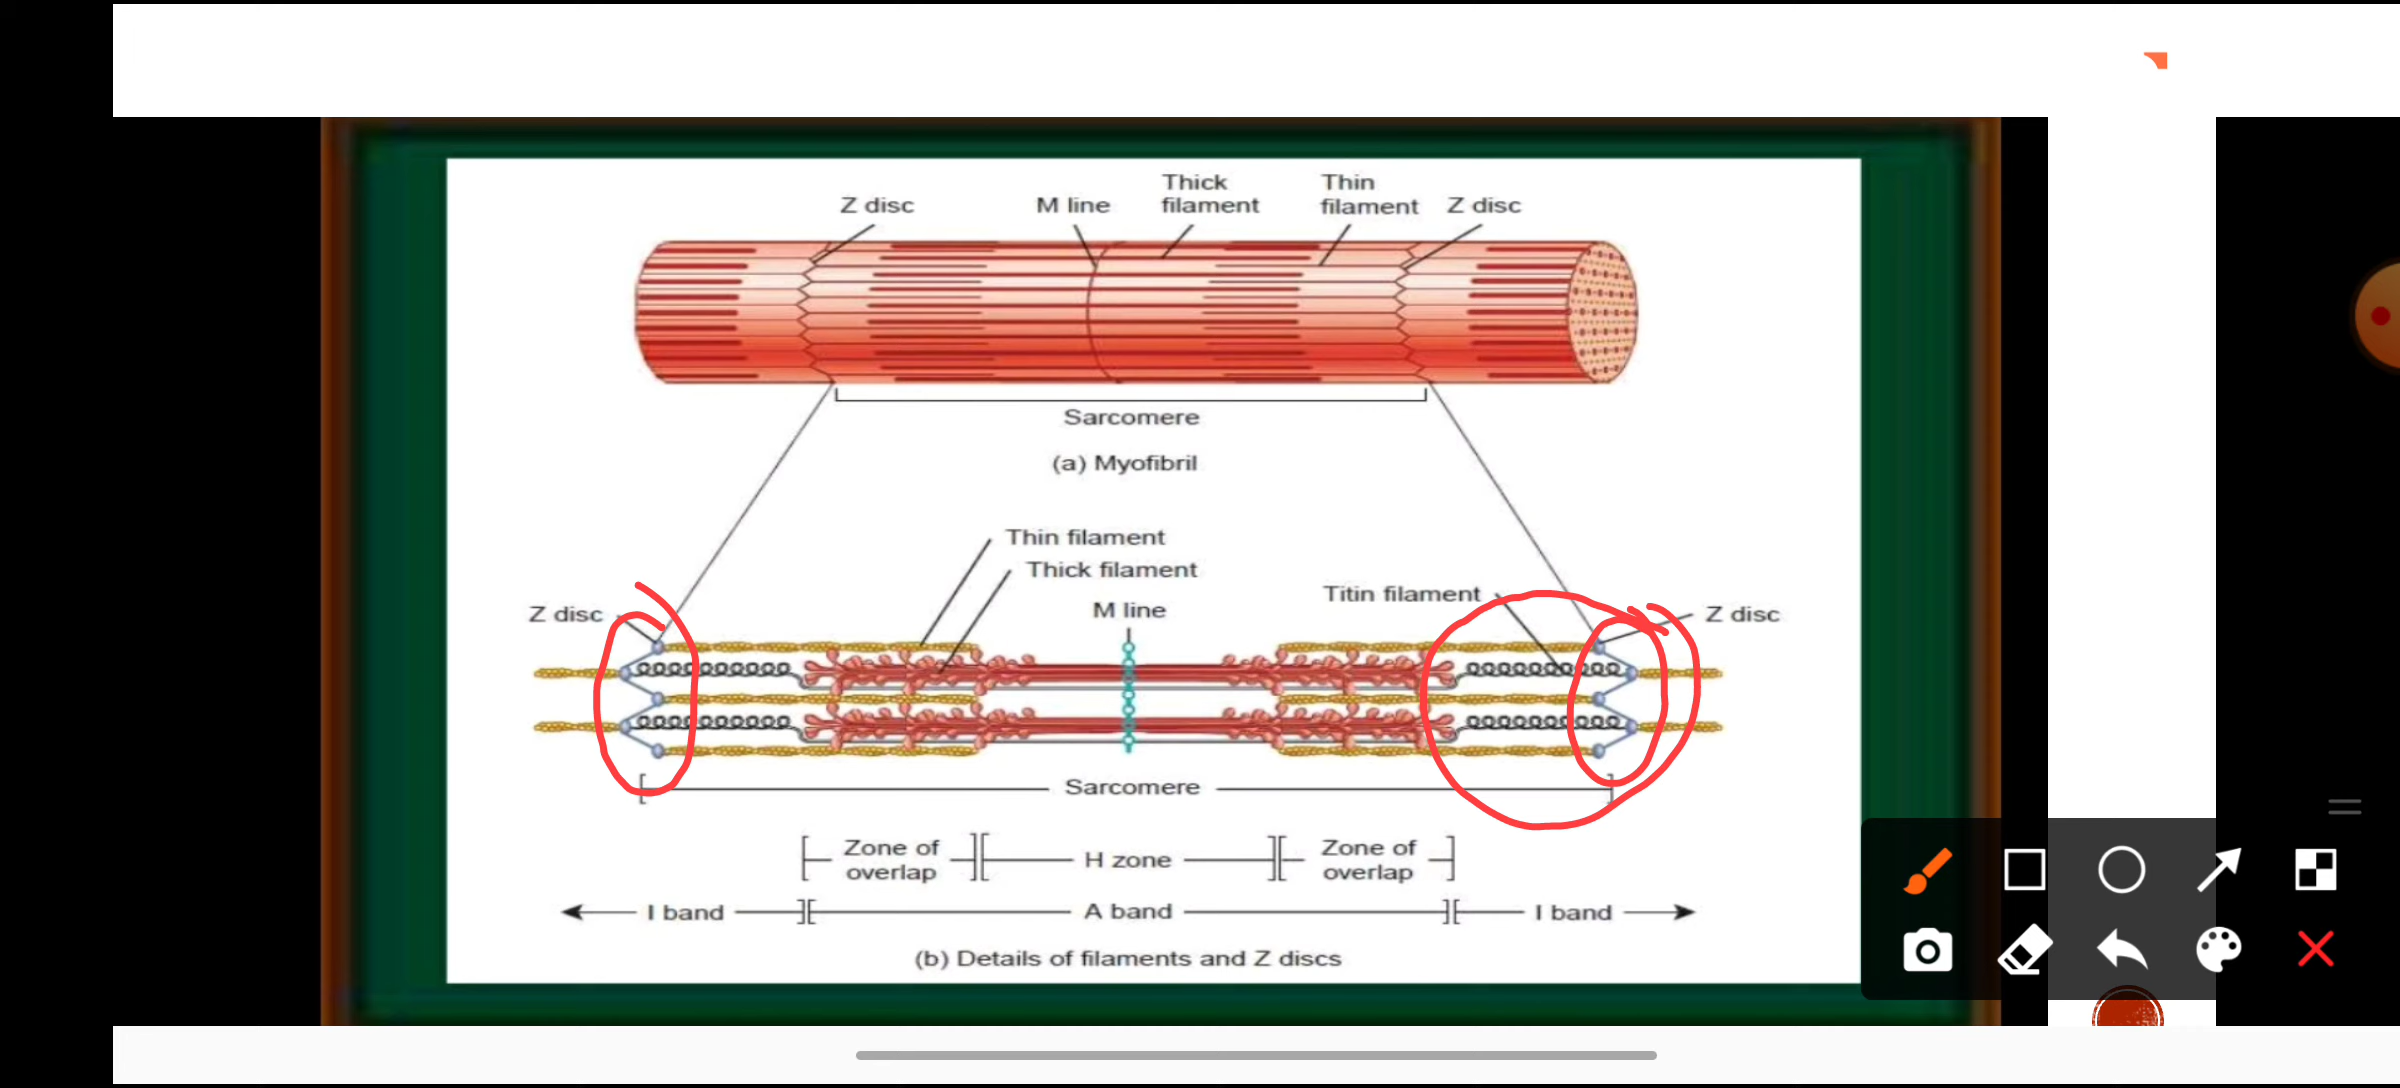 Thick
filament
Thin
filament
Z disc
M line
Z disc
Sarcomere
(a) Myofibril
Thin filament
Thick filament
Titin filament
Z disc
M line
Z disc
Sarcomere
Zone of
overlap
H zone
Zone of
overlap
I band
A band
I band
(b) Details of filaments and Z discs